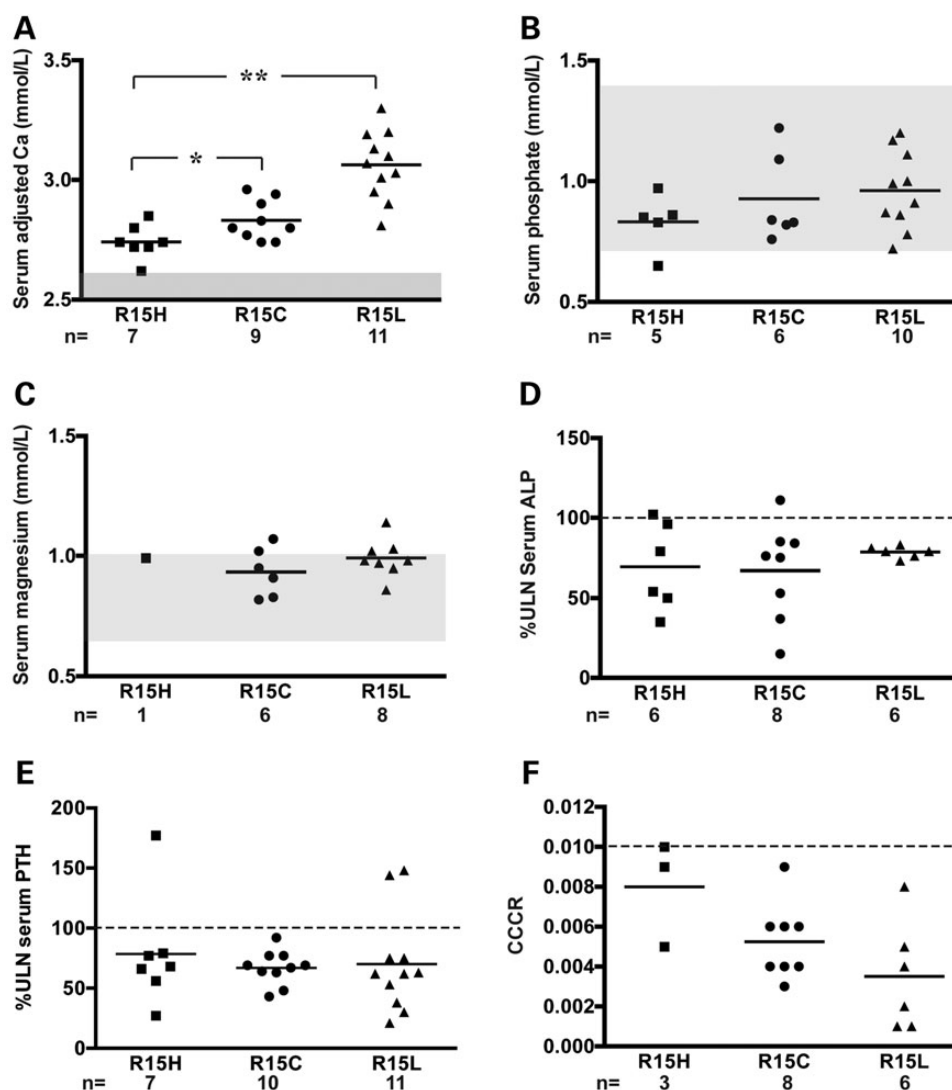 A
Serum adjusted Ca (mmol/L)
3.5
3.0
2.5
**
*
R15H R15C R15L
n= 7 9 11
B
Serum phosphate (mmol/L)
1.5
1.0
0.5
R15H R15C R15L
n= 5 6 10
C
Serum magnesium (mmol/L)
1.5
1.0
0.5
R15H R15C R15L
n= 1 6 8
D
%ULN Serum ALP
150
100
50
0
R15H R15C R15L
n= 6 8 6
E
%ULN serum PTH
200
150
100
50
0
R15H R15C R15L
n= 7 10 11
F
CCCR
0.012
0.010
0.008
0.006
0.004
0.002
0.000
R15H R15C R15L
n= 3 8 6